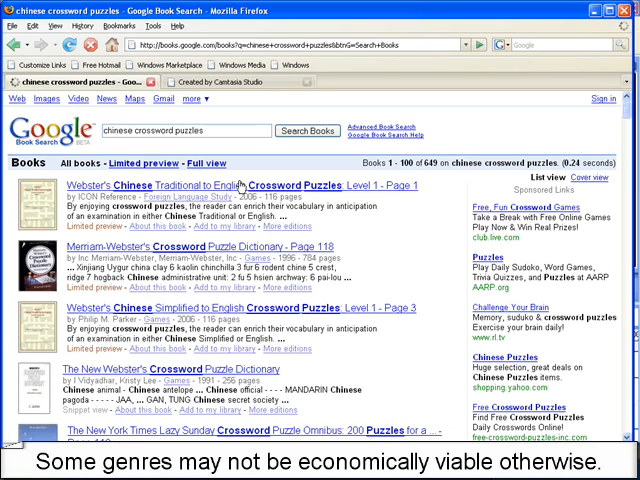 chinese crossword puzzles - Google Book Search - Mozilla Firefox
File Edit View History Bookmarks Tools Help
http://books.google.com/books?q=chinese+crossword+puzzles&btnG=Search+Books
Google
Customize Links Free Hotmail Windows Marketplace Windows Media Windows
chinese crossword puzzles - Goo... Created by Camtasia Studio
Web Images Video News Maps Gmail more ▼ Sign in
Google
Book Search BETA
chinese crossword puzzles Search Books
Advanced Book Search
Google Book Search Help
Books All books - Limited preview - Full view Books 1 - 100 of 649 on chinese crossword puzzles. (0.24 seconds)
List view Cover view
Webster's Chinese Traditional to English Crossword Puzzles: Level 1 - Page 1
by ICON Reference - Foreign Language Study - 2006 - 116 pages
By enjoying crossword puzzles, the reader can enrich their vocabulary in anticipation
of an examination in either Chinese Traditional or English. ...
Limited preview - About this book - Add to my library - More editions
Merriam-Webster's Crossword Puzzle Dictionary - Page 118
by Inc Merriam-Webster, Merriam-Webster, Inc - Games - 1996 - 784 pages
... Xinjiang Uygur china clay 6 kaolin chinchilla 3 fur 6 rodent chine 5 crest,
ridge 7 hogback Chinese administrative unit: 2 fu 5 hsien archway: 6 pai-lou ...
Limited preview - About this book - Add to my library - More editions
Webster's Chinese Simplified to English Crossword Puzzles: Level 1 - Page 3
by Philip M. Parker - Games - 2006 - 116 pages
By enjoying crossword puzzles, the reader can enrich their vocabulary in anticipation
of an examination in either Chinese Simplified or English. ...
Limited preview - About this book - Add to my library - More editions
The New Webster's Crossword Puzzle Dictionary
by I Vidyadhar, Kristy Lee - Games - 1991 - 256 pages
Chinese animal - Chinese antelope ... Chinese official - - - - MANDARIN Chinese
pagoda - - - - - JAA, ... GAN, TUNG Chinese secret society ...
Snippet view - About this book - Add to my library - More editions
The New York Times Lazy Sunday Crossword Puzzle Omnibus: 200 Puzzles for a ... -
Sponsored Links
Free, Fun Crossword Games
Take a Break with Free Online Games
Play Now & Win Real Prizes!
club.live.com
Puzzles
Play Daily Sudoku, Word Games,
Trivia Quizzes, and Puzzles at AARP
AARP.org
Challenge Your Brain
Memory, suduko & crossword puzzles
Exercise your brain daily!
www.rl.tv
Chinese Puzzles
Huge selection, great deals on
Chinese Puzzles items.
shopping.yahoo.com
Free Crossword Puzzles
Find Free Crossword Puzzles
Daily Crosswords Online!
free-crossword-puzzles-inc.com
Some genres may not be economically viable otherwise.